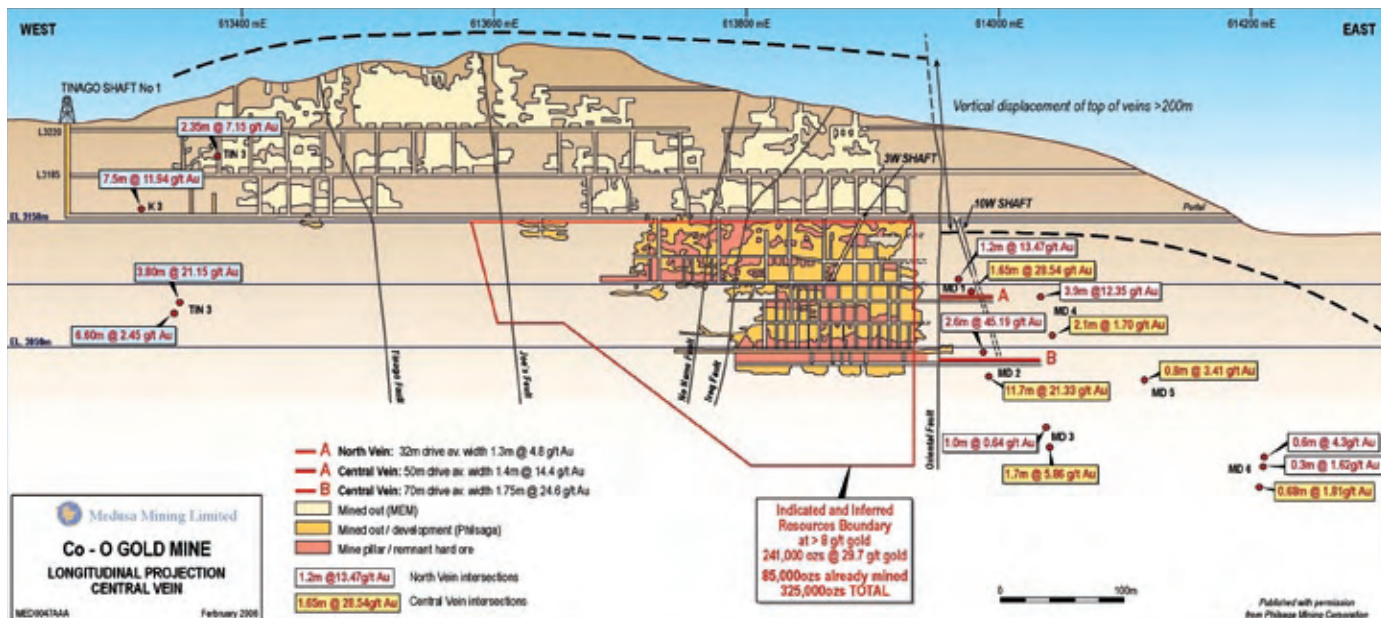 613400 mE
613600 mE
613800 mE
614000 mE
614200 mE
WEST
EAST
TINAGO SHAFT No 1
Vertical displacement of top of veins >200m
L3220
2.35m @ 7.15 g/t Au
TIN 3
3W SHAFT
L3185
7.5m @ 11.94 g/t Au
K 3
10W SHAFT
Portal
EL 3150m
1.2m @ 13.47g/t Au
3.80m @ 21.15 g/t Au
1.65m @ 28.54 g/t Au
MD 1
A
3.9m @12.35 g/t Au
TIN 3
MD 4
6.60m @ 2.45 g/t Au
2.6m @ 45.19 g/t Au
2.1m @ 1.70 g/t Au
EL 3050m
B
Tinago Fault
Joe's Fault
No Name Fault
Iraq Fault
MD 2
0.8m @ 3.41 g/t Au
MD 5
11.7m @ 21.33 g/t Au
Oriental Fault
1.0m @ 0.64 g/t Au
MD 3
0.6m @ 4.3g/t Au
A North Vein: 32m drive av. width 1.3m @ 4.8 g/t Au
1.7m @ 5.86 g/t Au
MD 6
0.3m @ 1.62g/t Au
A Central Vein: 50m drive av. width 1.4m @ 14.4 g/t Au
B Central Vein: 70m drive av. width 1.75m @ 24.6 g/t Au
0.68m @ 1.81g/t Au
Mined out (MEM)
Mined out / development (Philsaga)
Mine pillar / remnant hard ore
1.2m @13.47g/t Au
North Vein intersections
1.65m @ 28.54g/t Au
Central Vein intersections
Indicated and Inferred
Resources Boundary
at > 8 g/t gold
241,000 ozs @ 29.7 g/t gold
85,000ozs already mined
325,000ozs TOTAL
Medusa Mining Limited
Co - O GOLD MINE
LONGITUDINAL PROJECTION
CENTRAL VEIN
MED0047AAA
February 2006
0
100m
Published with permission
from Philsaga Mining Corporation